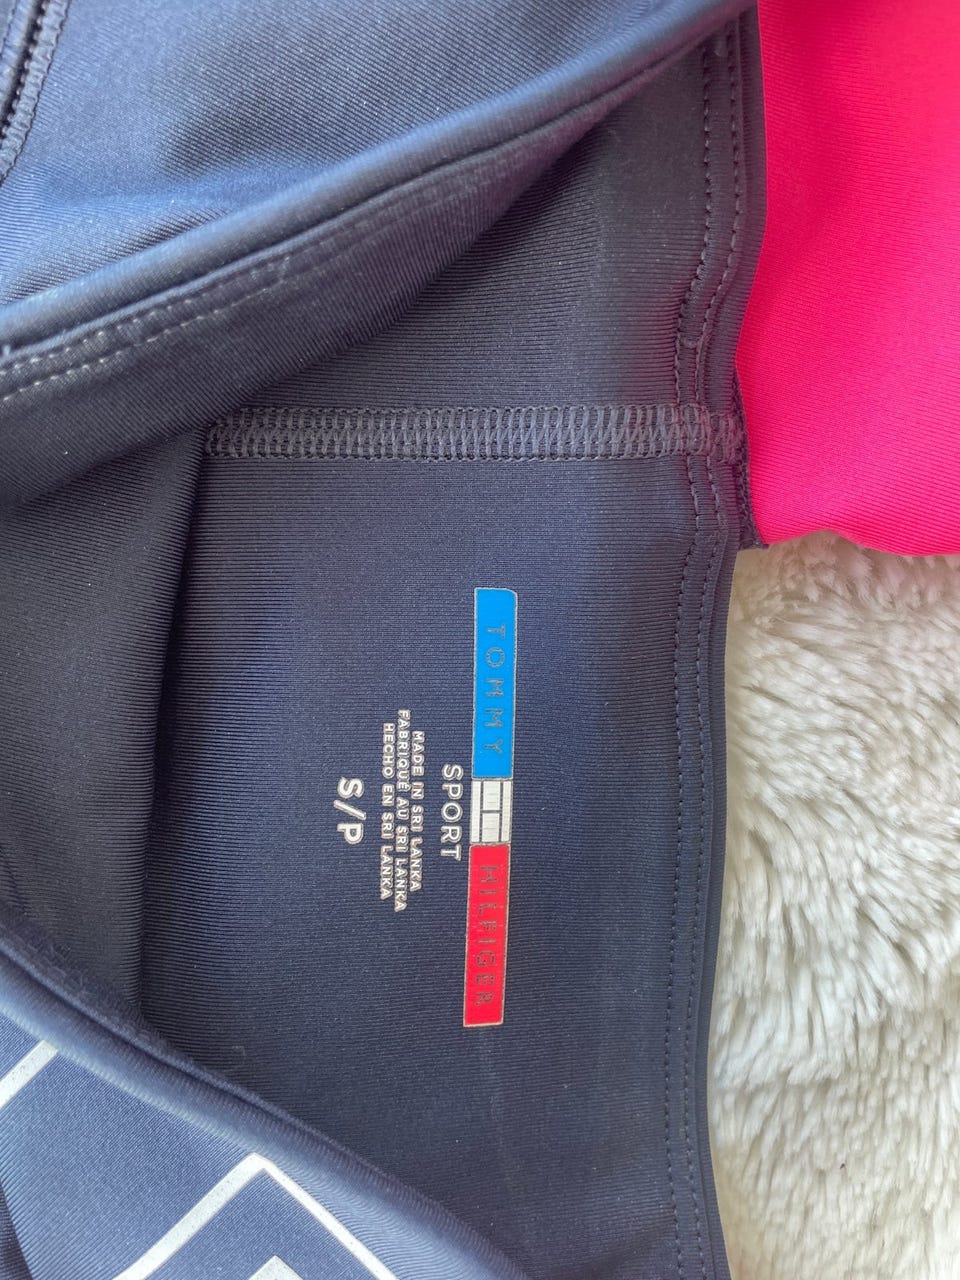 TOMMY HILFIGER
SPORT
MADE IN SRI LANKA
FABRIQUÉ AU SRI LANKA
HECHO EN SRI LANKA
S/P